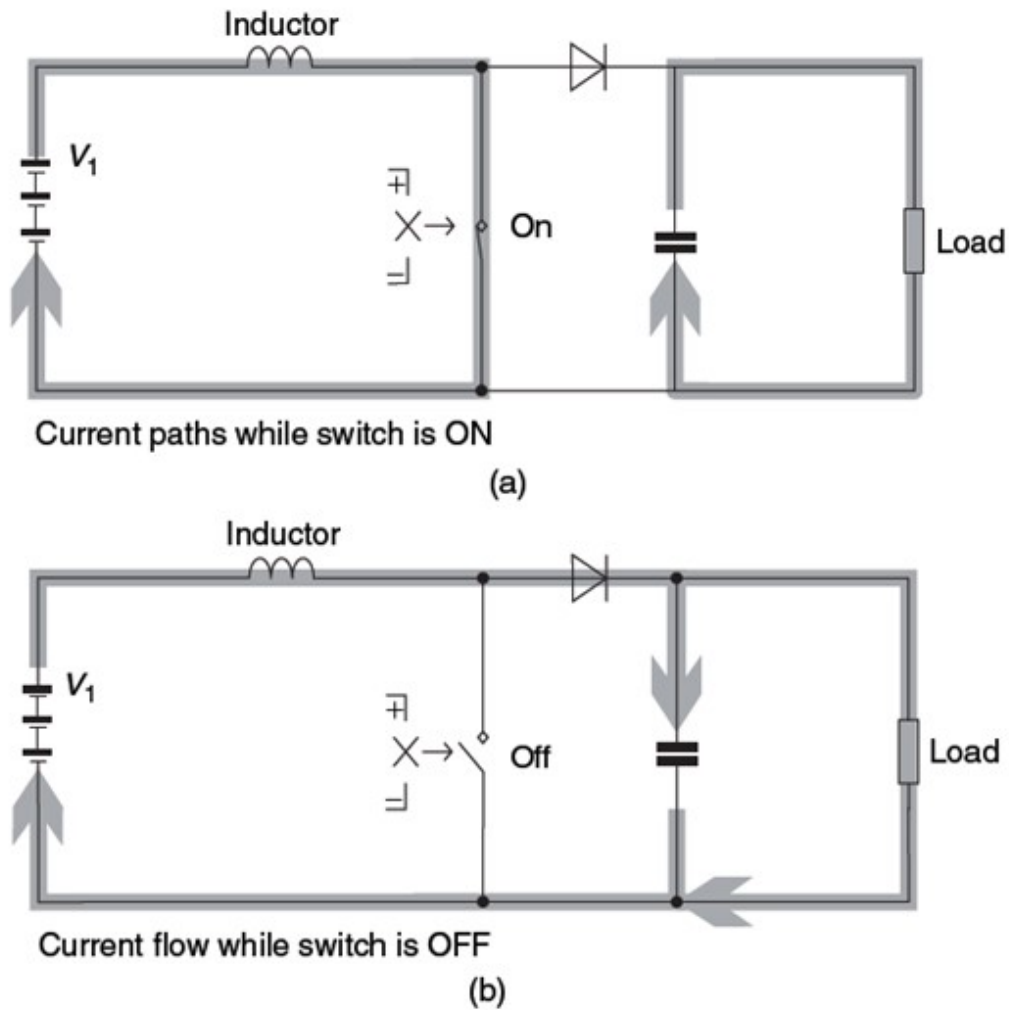 Inductor
V1
+
On
Load
Current paths while switch is ON
(a)
Inductor
V1
+
Off
Load
Current flow while switch is OFF
(b)